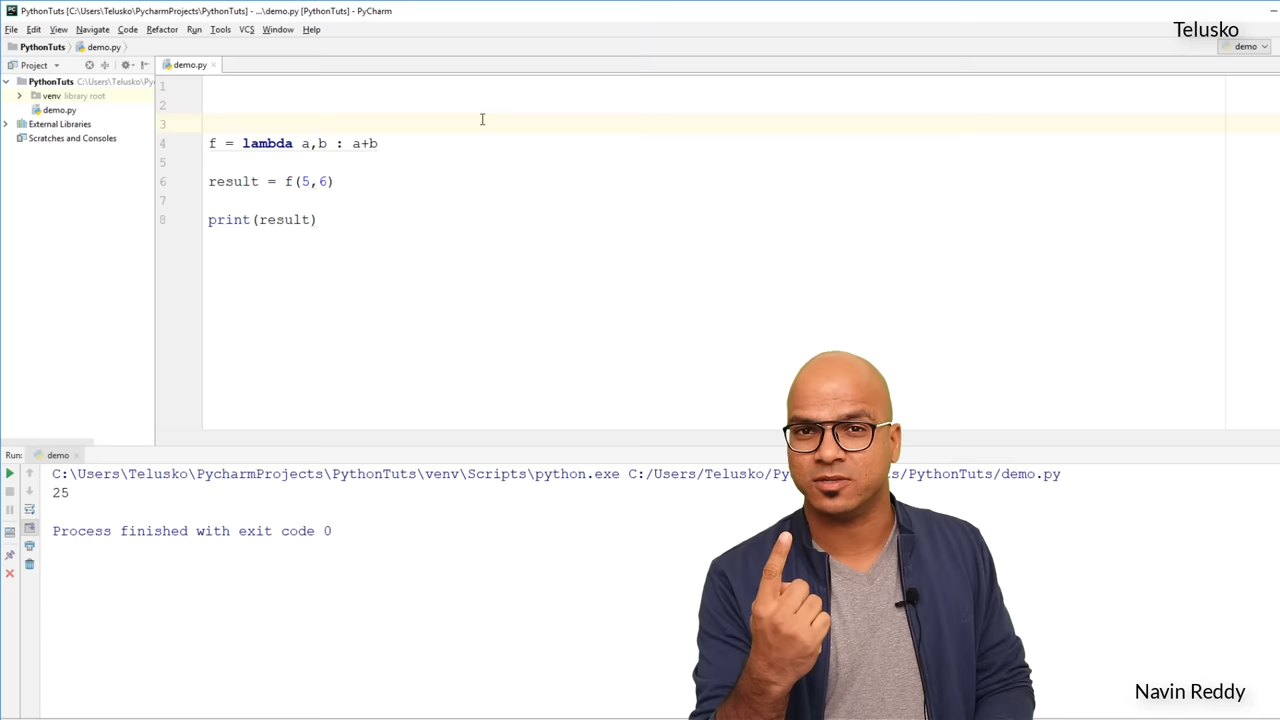 PythonTuts [C:\Users\Telusko\PycharmProjects\PythonTuts] - ...\demo.py [PythonTuts] - PyCharm
File Edit View Navigate Code Refactor Run Tools VCS Window Help
Telusko
PythonTuts demo.py
demo
Project
demo.py
PythonTuts C:\Users\Telusko\Py
venv library root
demo.py
External Libraries
Scratches and Consoles
1
2
3
4 f = lambda a,b : a+b
5
6 result = f(5,6)
7
8 print(result)
Run: demo
C:\Users\Telusko\PycharmProjects\PythonTuts\venv\Scripts\python.exe C:/Users/Telusko/Py s/PythonTuts/demo.py
25
Process finished with exit code 0
Navin Reddy